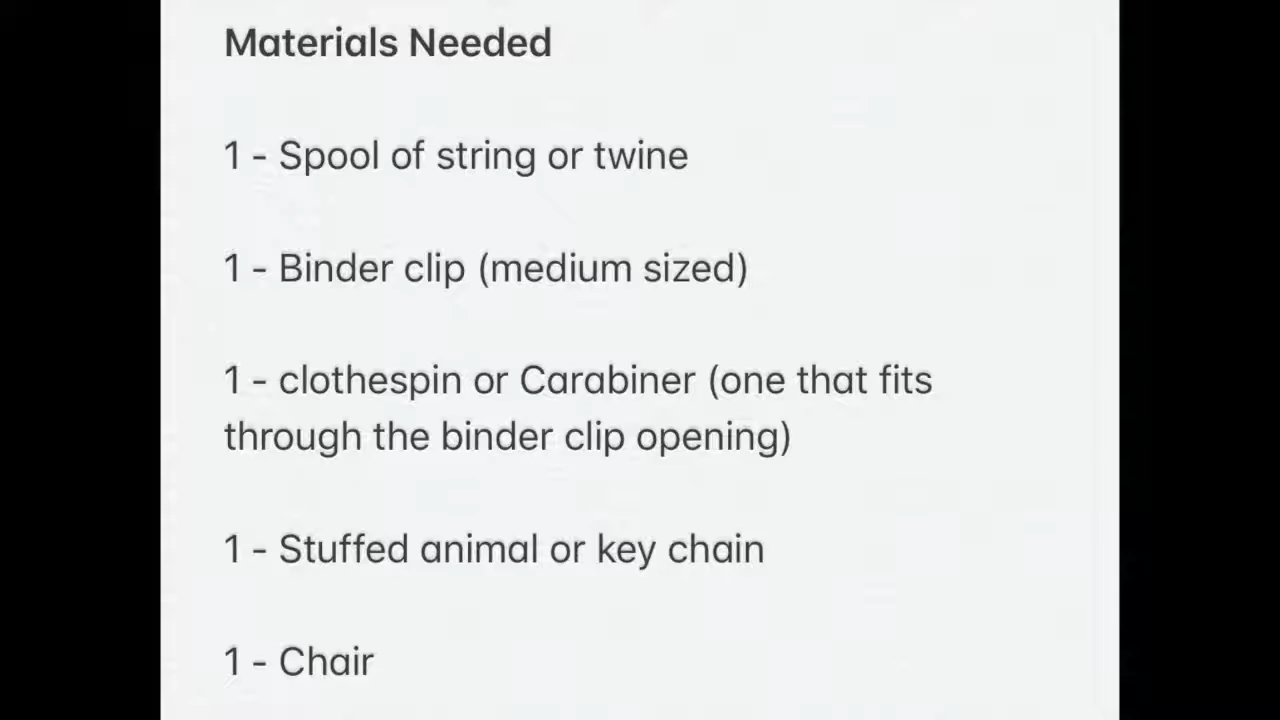 Materials Needed
1 - Spool of string or twine
1 - Binder clip (medium sized)
1 - clothespin or Carabiner (one that fits
through the binder clip opening)
1 - Stuffed animal or key chain
1 - Chair